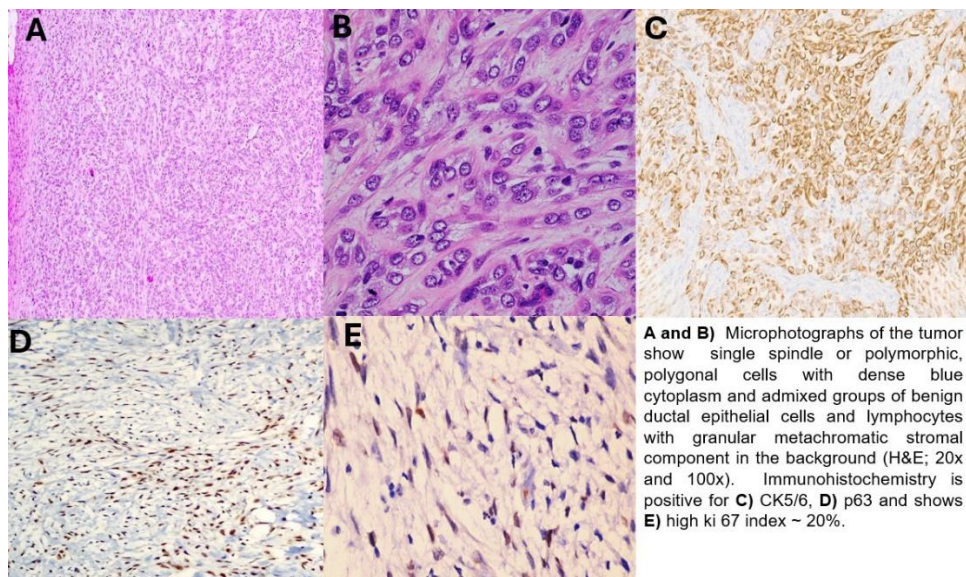 A
B
C
D
E
A and B) Microphotographs of the tumor
show single spindle or polymorphic,
polygonal cells with dense blue
cytoplasm and admixed groups of benign
ductal epithelial cells and lymphocytes
with granular metachromatic stromal
component in the background (H&E; 20x
and 100x). Immunohistochemistry is
positive for C) CK5/6, D) p63 and shows
E) high ki 67 index ~ 20%.